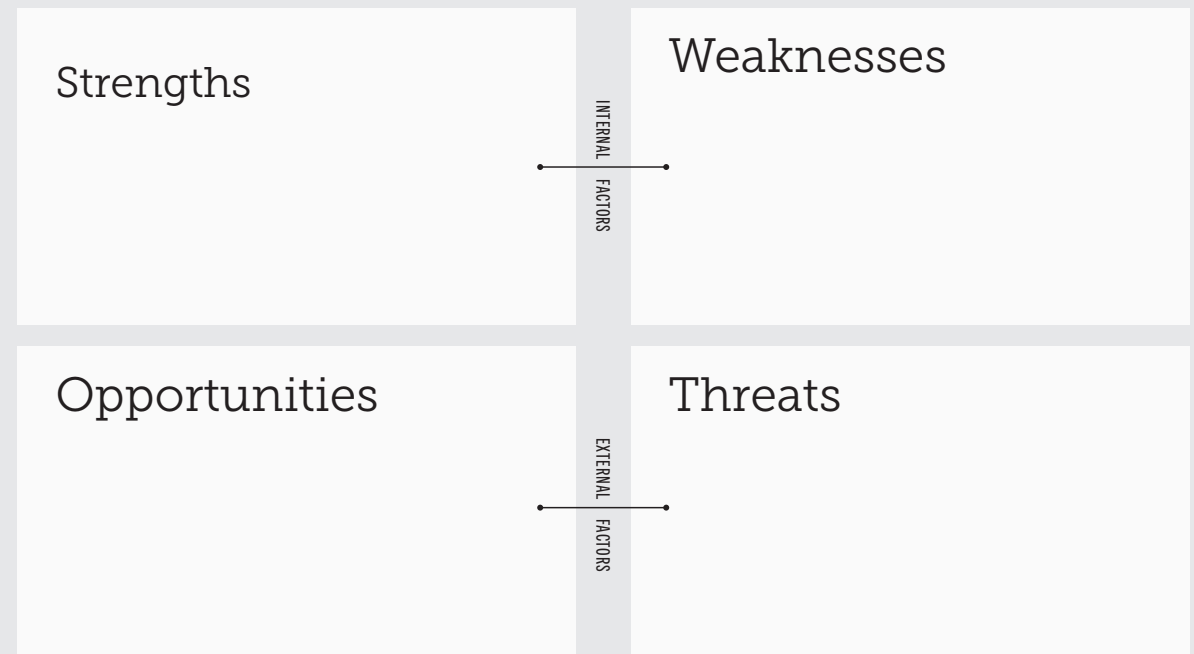 Strengths
Weaknesses
INTERNAL FACTORS
Opportunities
Threats
EXTERNAL FACTORS